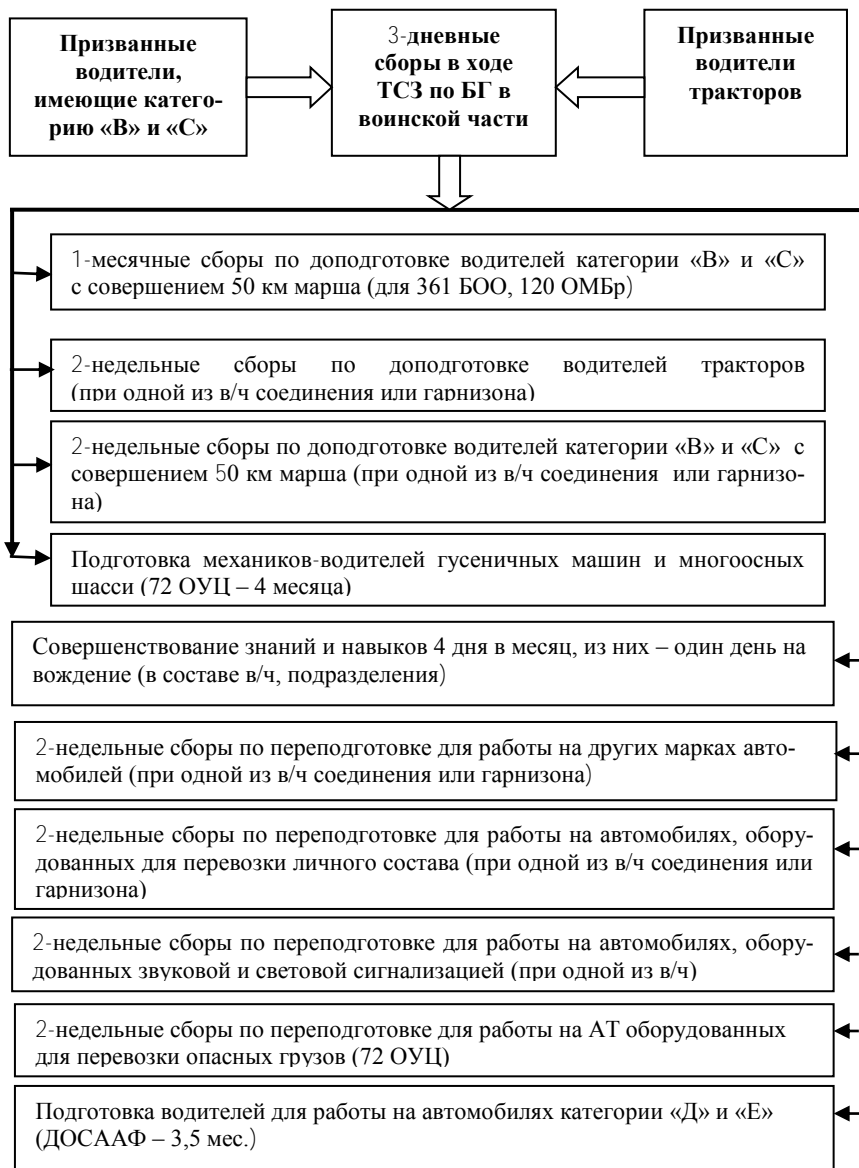 Призванные
водители,
имеющие катего-
рию «В» и «С»
3-дневные
сборы в ходе
ТСЗ по БГ в
воинской части
Призванные
водители
тракторов
1-месячные сборы по доподготовке водителей категории «В» и «С»
с совершением 50 км марша (для 361 БОО, 120 ОМБр)
2-недельные сборы по доподготовке водителей тракторов
(при одной из в/ч соединения или гарнизона)
2-недельные сборы по доподготовке водителей категории «В» и «С» с
совершением 50 км марша (при одной из в/ч соединения или гарнизо-
на)
Подготовка механиков-водителей гусеничных машин и многоосных
шасси (72 ОУЦ – 4 месяца)
Совершенствование знаний и навыков 4 дня в месяц, из них – один день на
вождение (в составе в/ч, подразделения)
2-недельные сборы по переподготовке для работы на других марках авто-
мобилей (при одной из в/ч соединения или гарнизона)
2-недельные сборы по переподготовке для работы на автомобилях, обору-
дованных для перевозки личного состава (при одной из в/ч соединения или
гарнизона)
2-недельные сборы по переподготовке для работы на автомобилях, обору-
дованных звуковой и световой сигнализацией (при одной из в/ч)
2-недельные сборы по переподготовке для работы на АТ оборудованных
для перевозки опасных грузов (72 ОУЦ)
Подготовка водителей для работы на автомобилях категории «Д» и «Е»
(ДОСААФ – 3,5 мес.)